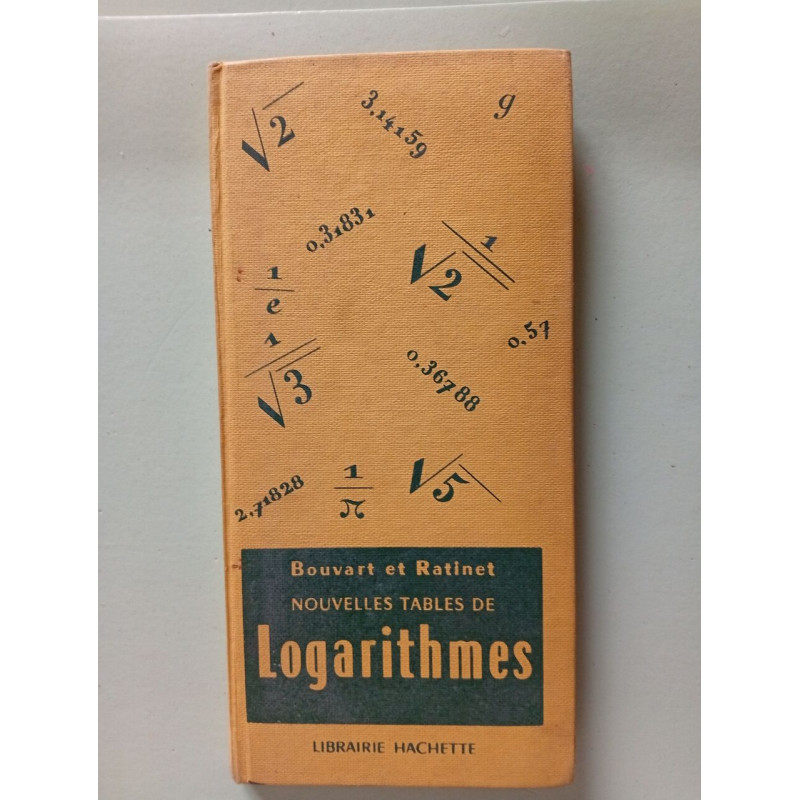 √2
3,14159
g
0,31831
1/√2
1/e
0,57
1/√3
0,36788
2,71828
1/π
√5
Bouvart et Ratinet
NOUVELLES TABLES DE
Logarithmes
LIBRAIRIE HACHETTE